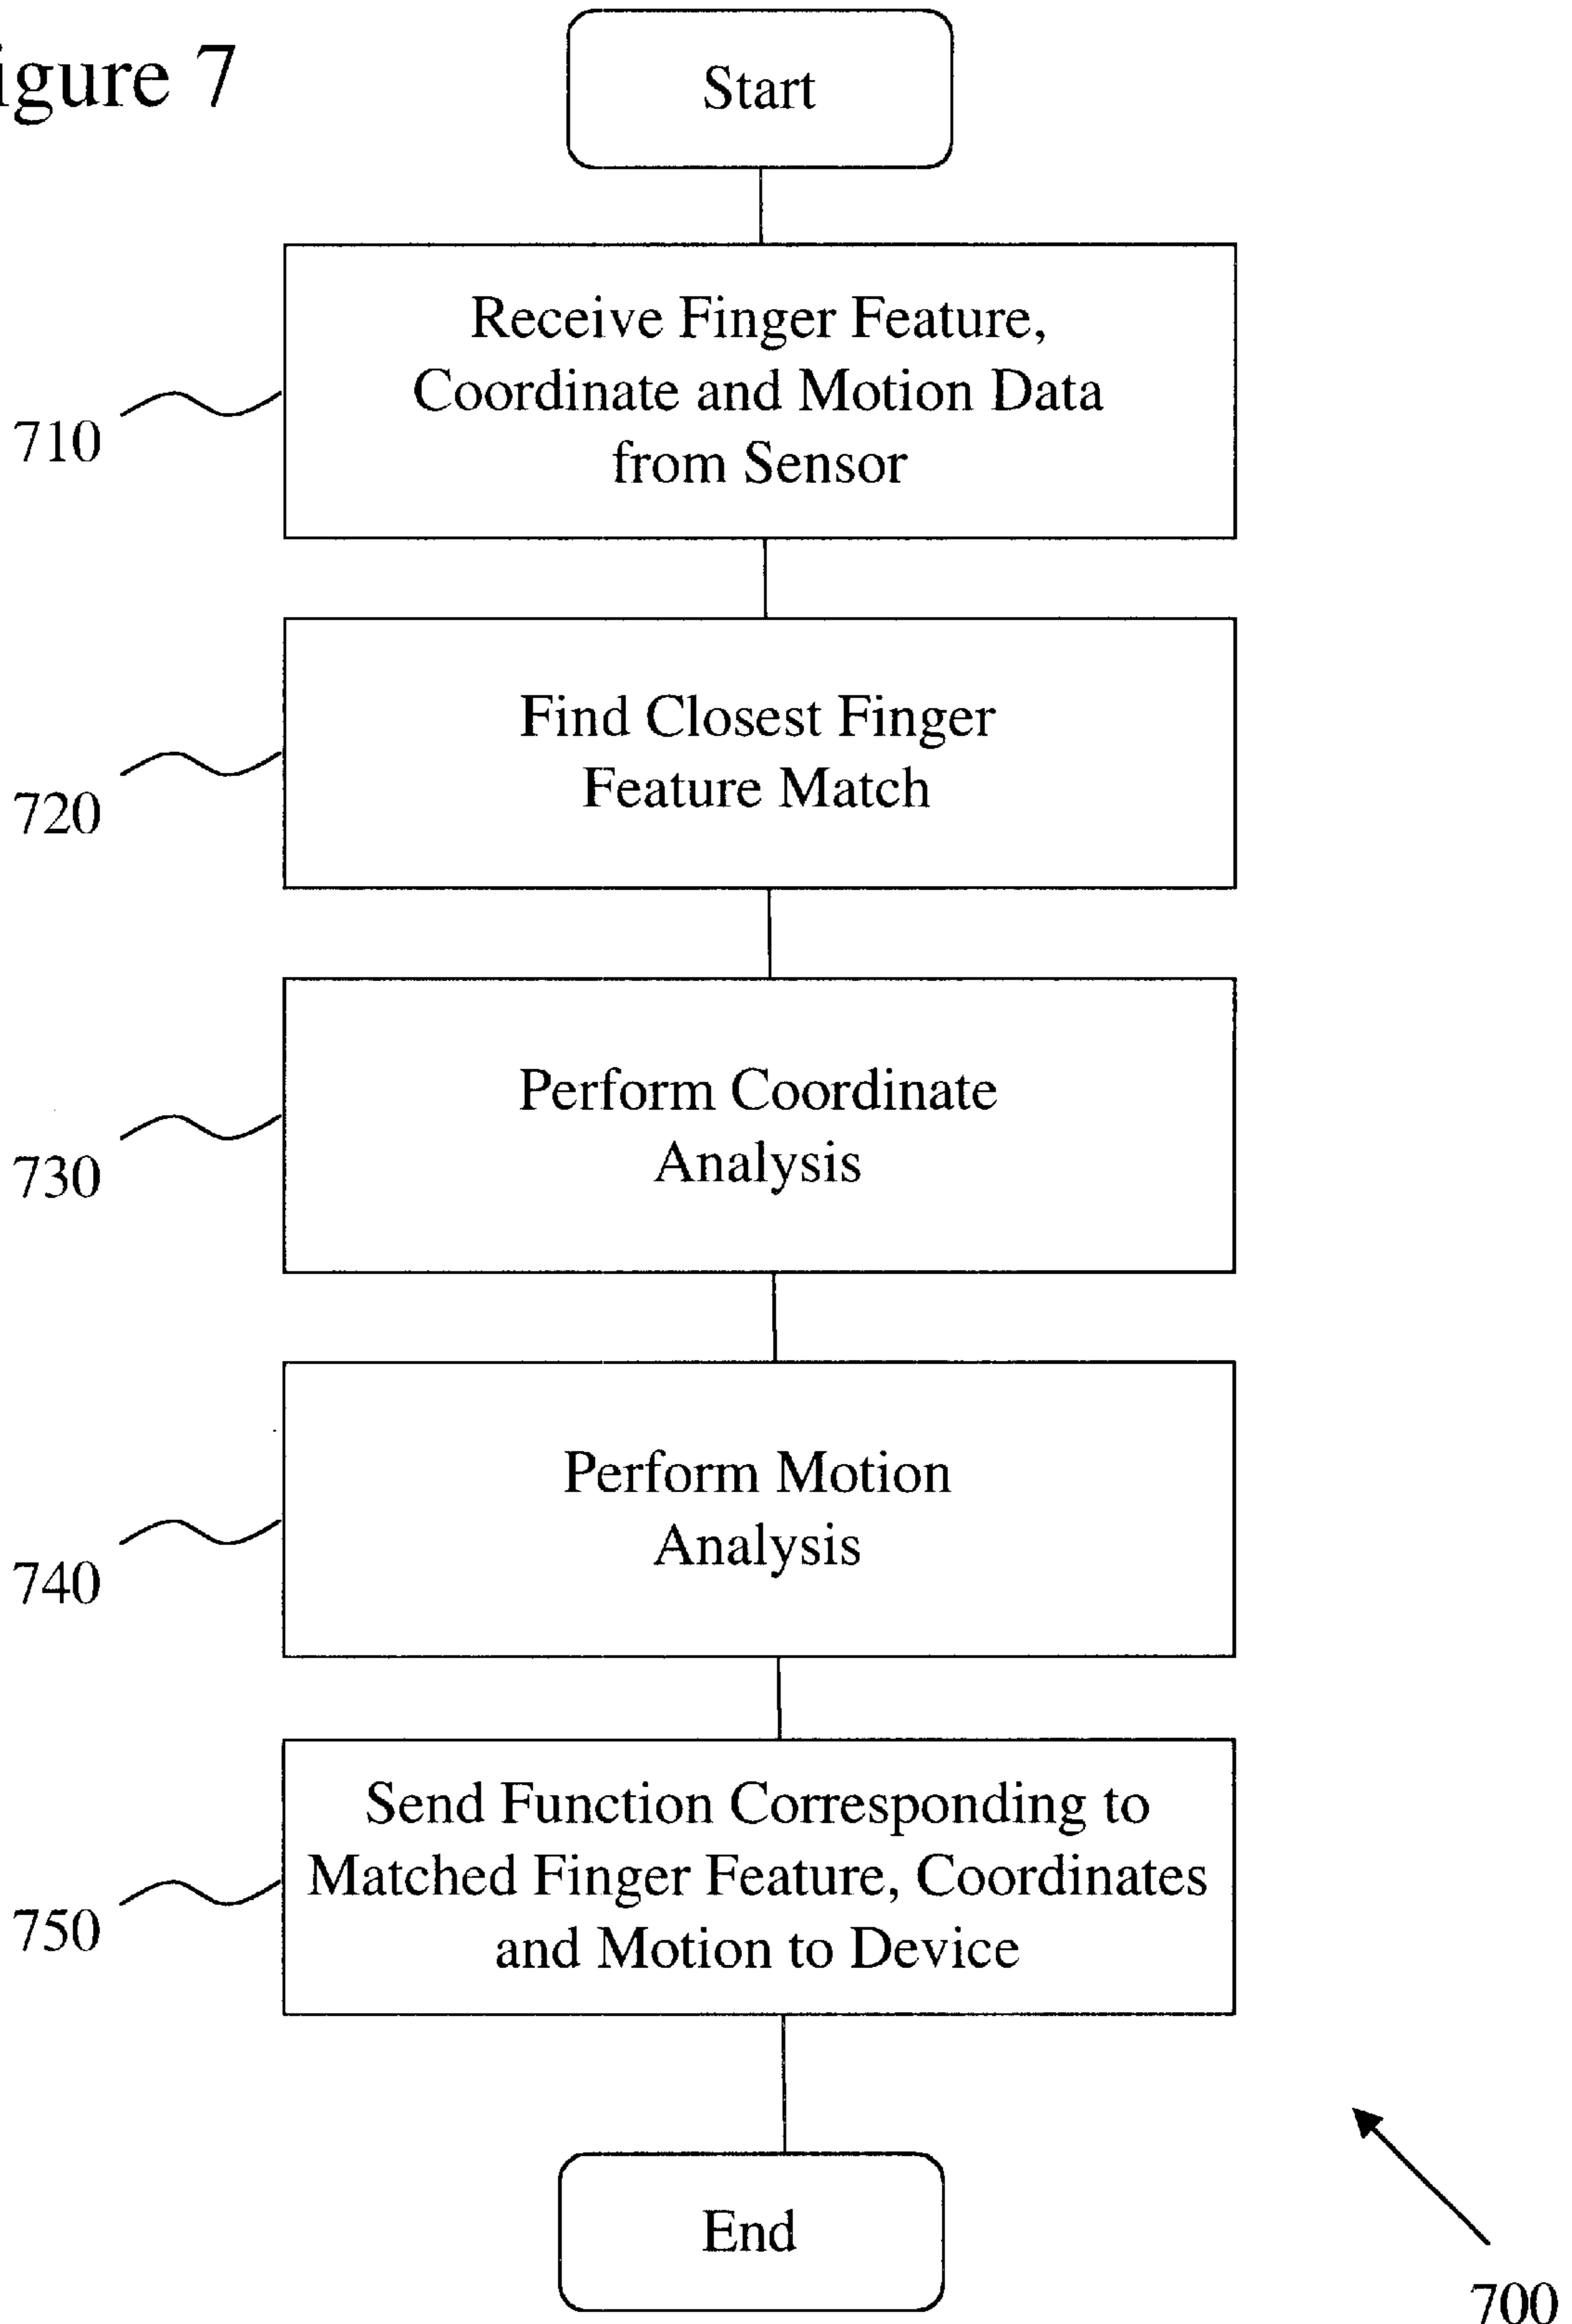 igure 7
Start
Receive Finger Feature,
Coordinate and Motion Data
from Sensor
710
Find Closest Finger
Feature Match
720
Perform Coordinate
Analysis
730
Perform Motion
Analysis
740
Send Function Corresponding to
Matched Finger Feature, Coordinates
and Motion to Device
750
End
700